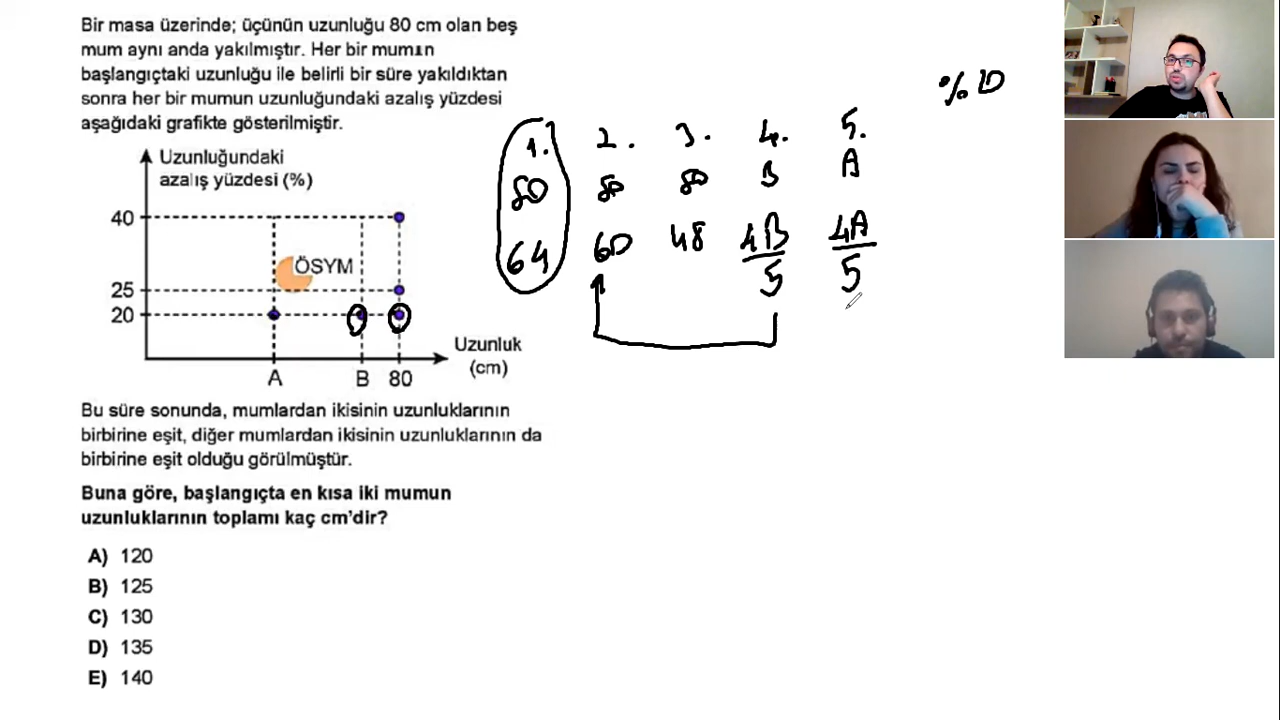 Bir masa üzerinde; üçünün uzunluğu 80 cm olan beş
mum aynı anda yakılmıştır. Her bir mumun
başlangıçtaki uzunluğu ile belirli bir süre yakıldıktan
sonra her bir mumun uzunluğundaki azalış yüzdesi
aşağıdaki grafikte gösterilmiştir.
Uzunluğundaki
azalış yüzdesi (%)
40
ÖSYM
25
20
Uzunluk
(cm)
A B 80
Bu süre sonunda, mumlardan ikisinin uzunluklarının
birbirine eşit, diğer mumlardan ikisinin uzunluklarının da
birbirine eşit olduğu görülmüştür.
Buna göre, başlangıçta en kısa iki mumun
uzunluklarının toplamı kaç cm'dir?
A) 120
B) 125
C) 130
D) 135
E) 140
1. 2. 3. 4. 5.
80 80 80 B A
64 60 48 4B/5 4A/5